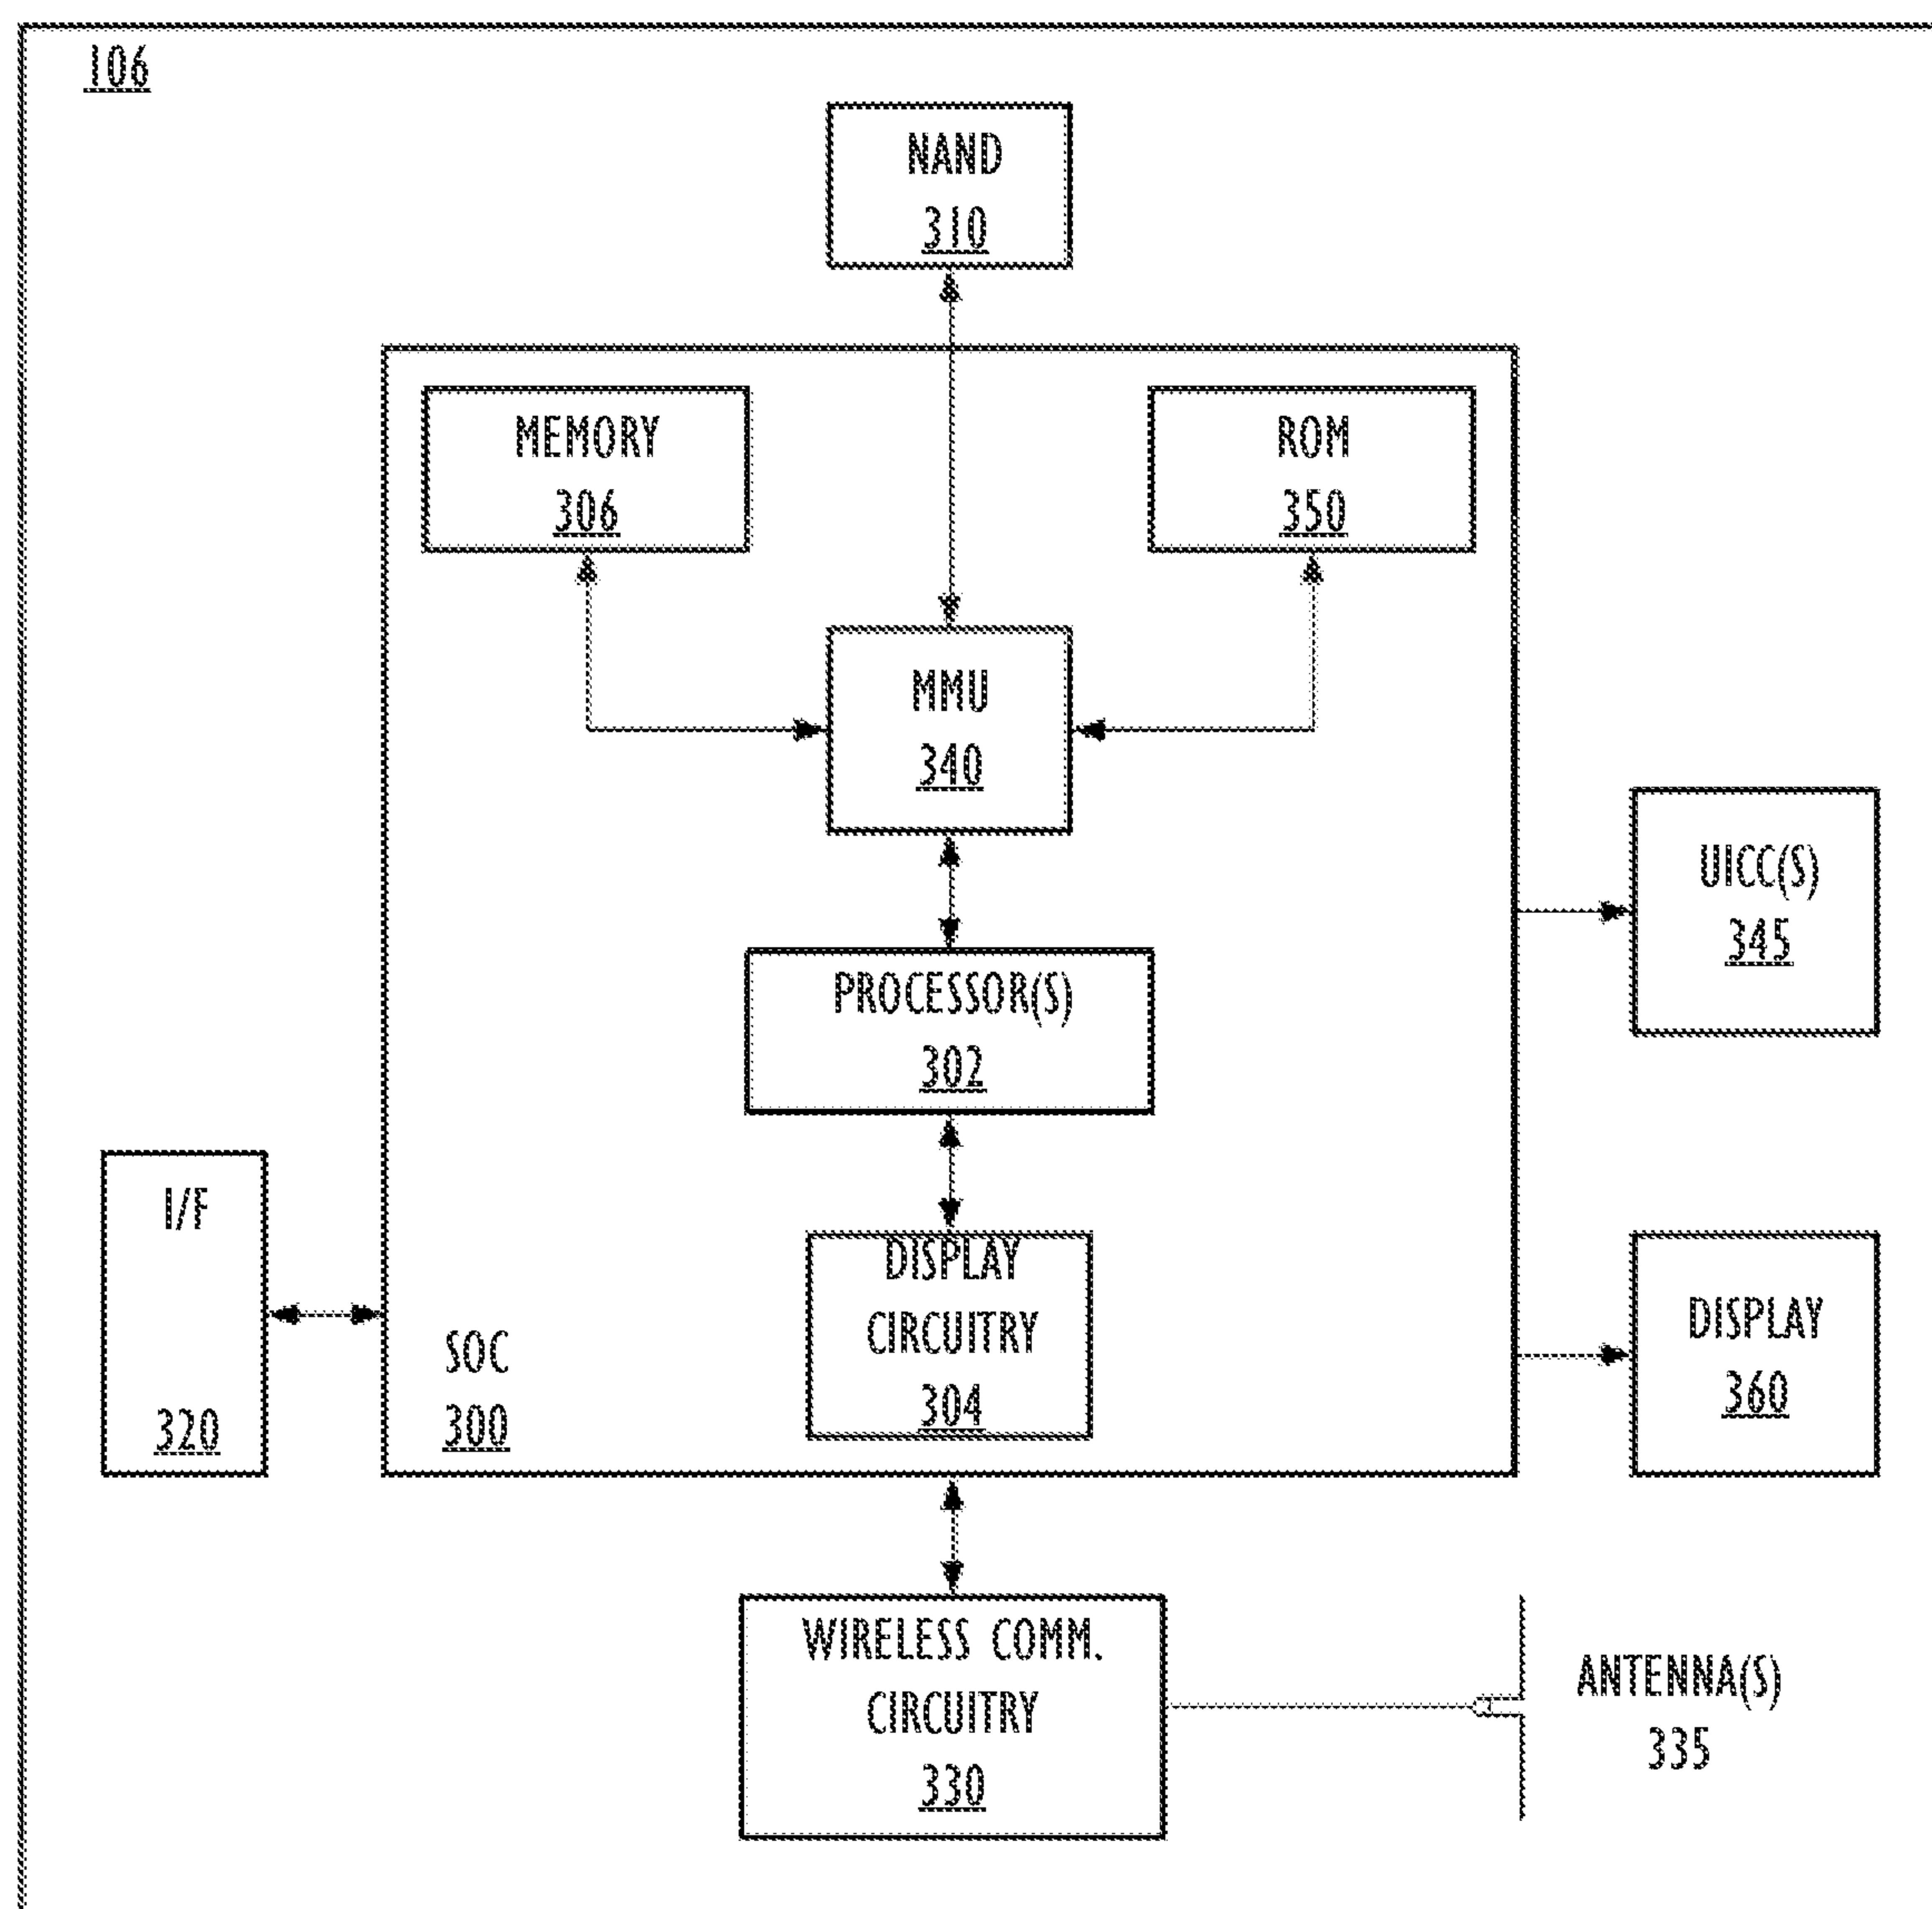 106
NAND
310
MEMORY
306
ROM
350
MMU
340
UICC(S)
345
PROCESSOR(S)
302
I/F
320
DISPLAY
CIRCUITRY
304
SOC
300
DISPLAY
360
WIRELESS COMM.
CIRCUITRY
330
ANTENNA(S)
335